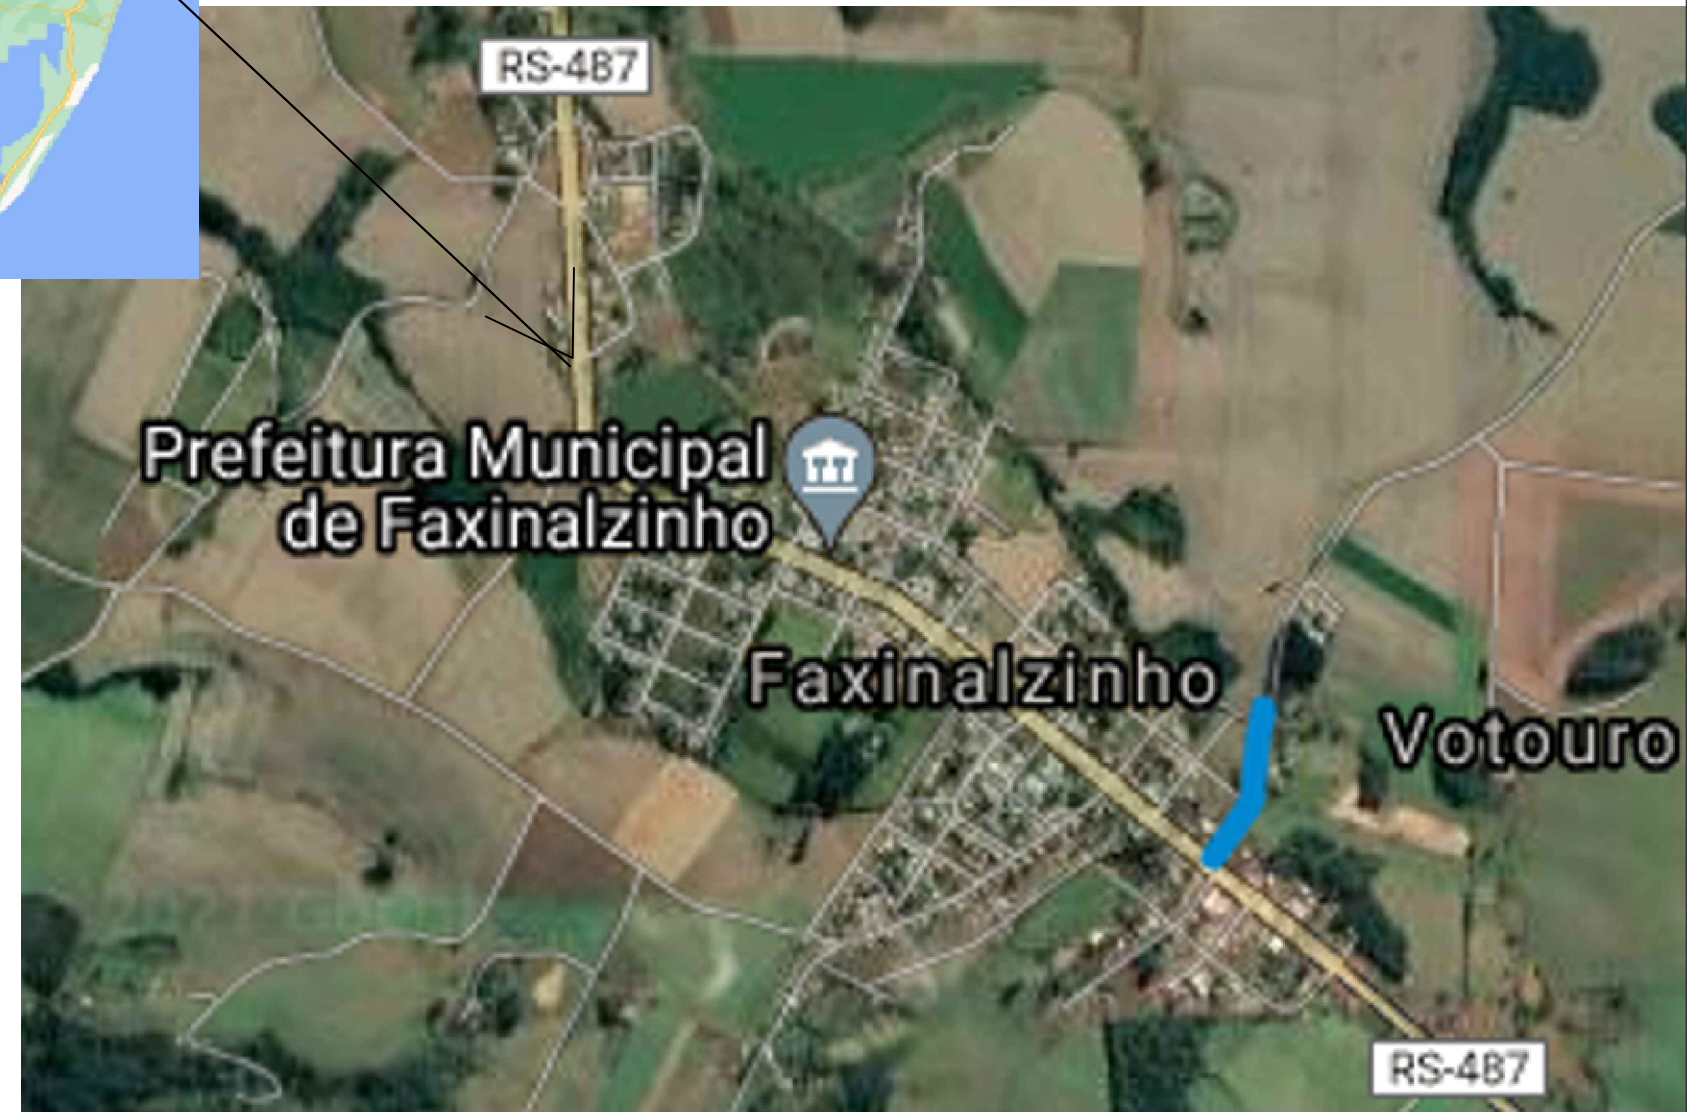 RS-487
Prefeitura Municipal
de Faxinalzinho
Faxinalzinho
Votouro
RS-487